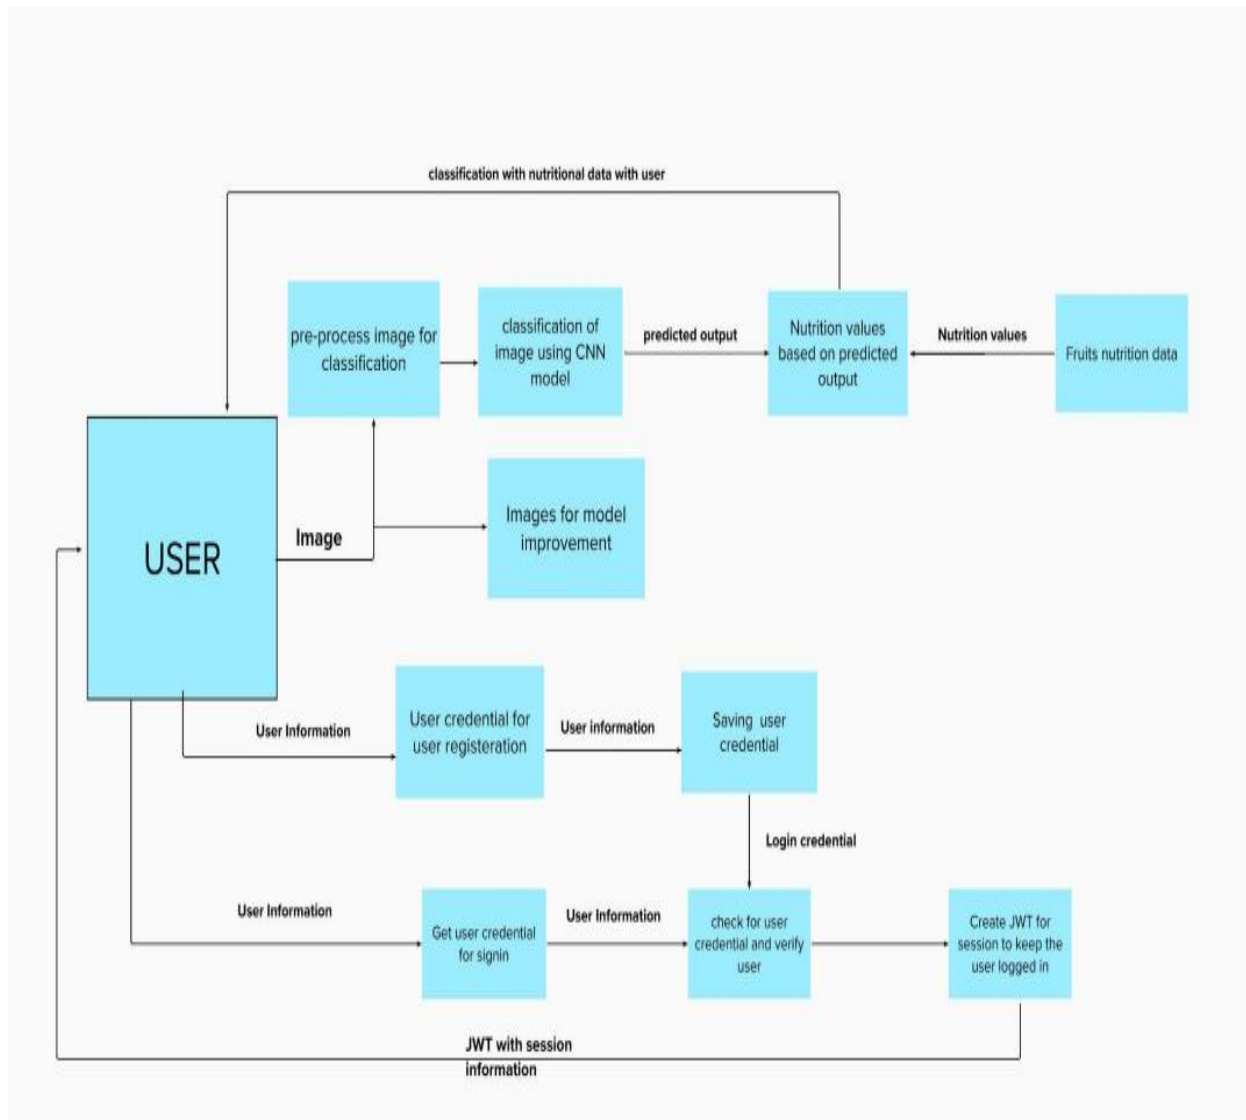 classification with nutritional data with user
pre-process image for
classification
classification of
image using CNN
model
predicted output
Nutrition values
based on predicted
output
Nutrition values
Fruits nutrition data
USER
Image
Images for model
improvement
User Information
User credential for
user registeration
User information
Saving user
credential
Login credential
User Information
Get user credential
for signin
User Information
check for user
credential and verify
user
Create JWT for
session to keep the
user logged in
JWT with session
information